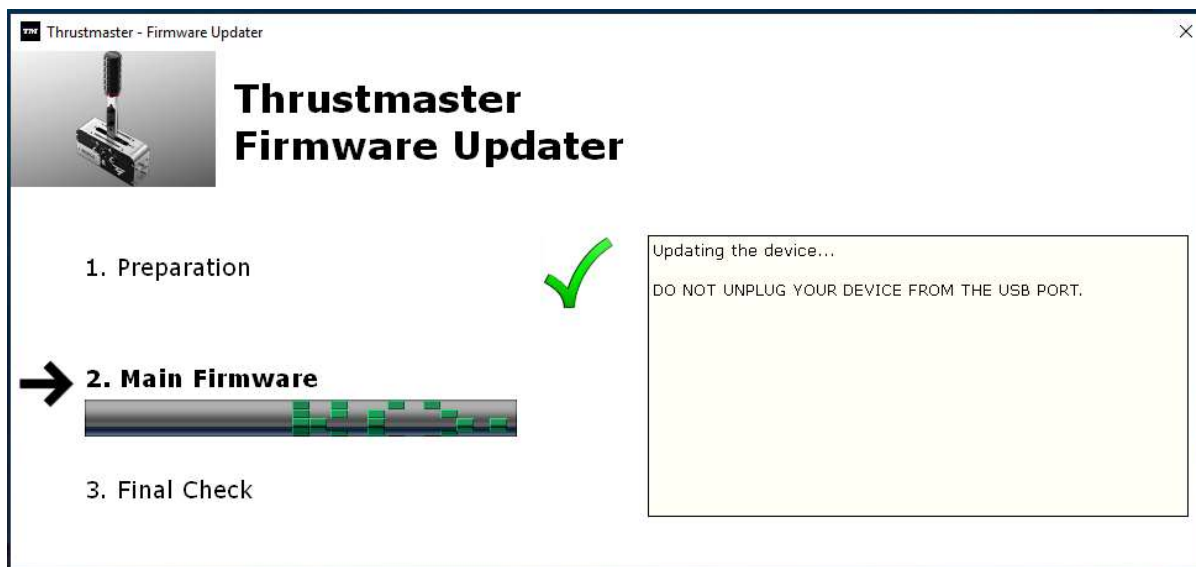 TM Thrustmaster - Firmware Updater
Thrustmaster
Firmware Updater
1. Preparation
2. Main Firmware
3. Final Check
Updating the device...
DO NOT UNPLUG YOUR DEVICE FROM THE USB PORT.